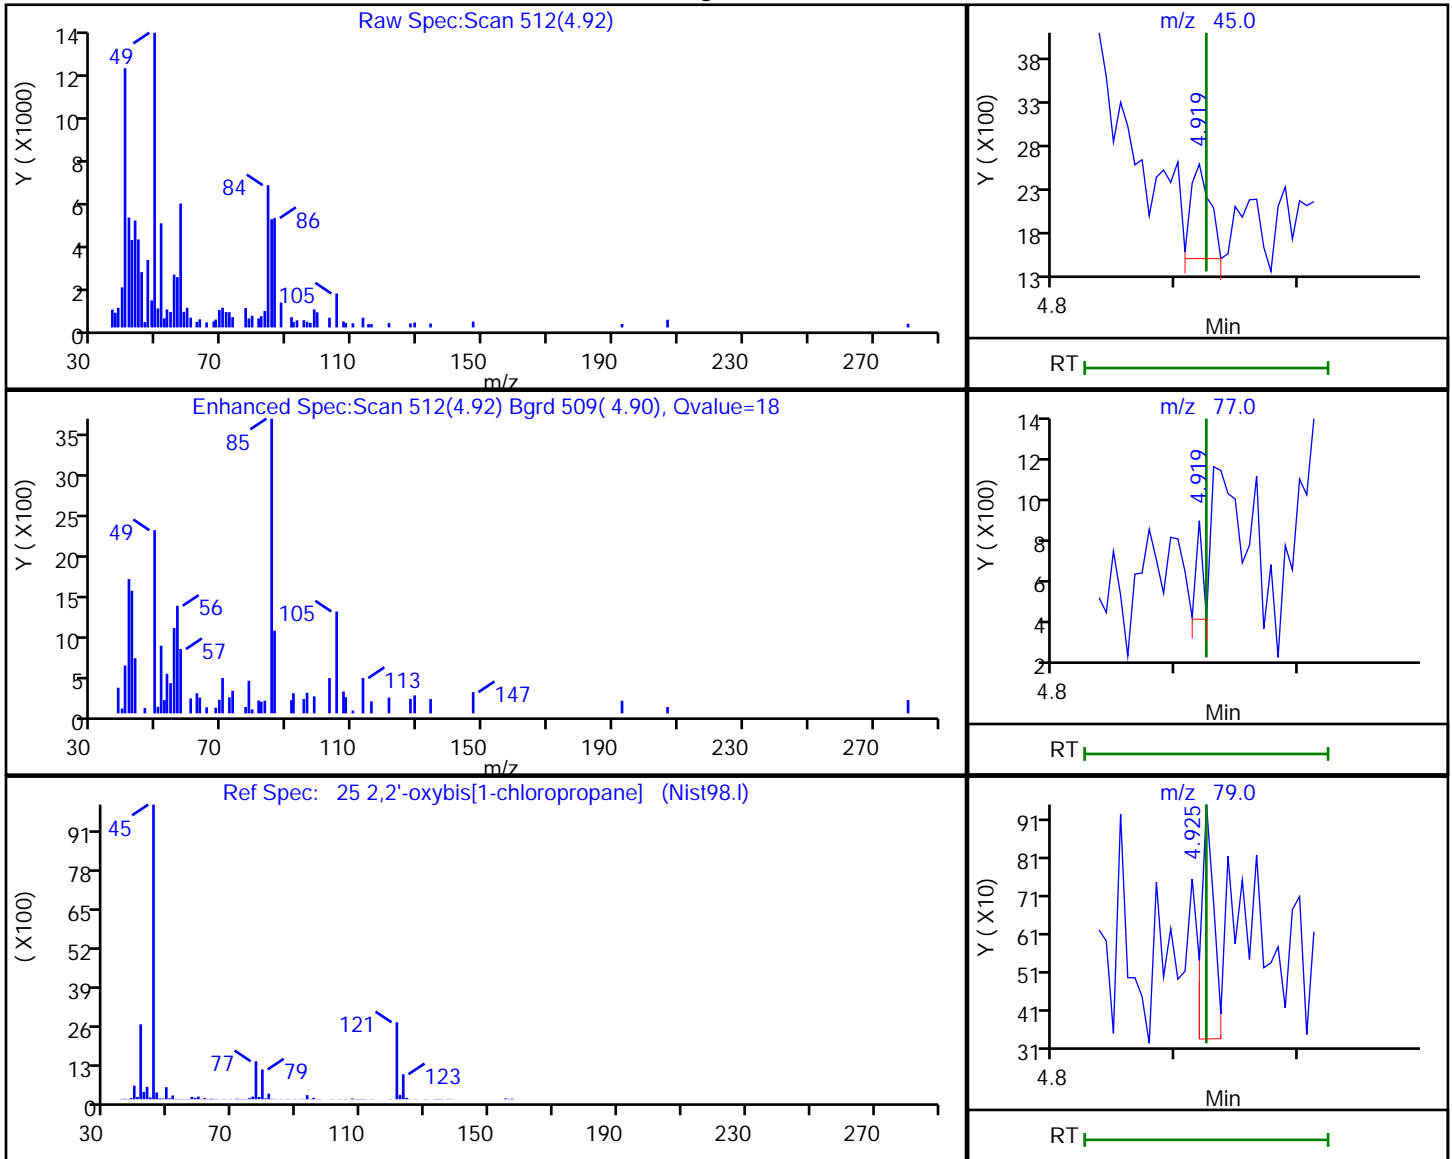 Raw Spec:Scan 512(4.92)
Y ( X1000)
14
12
10
8
6
4
2
0
49
84
86
105
30 70 110 150 190 230 270
m/z
m/z 45.0
Y ( X100)
38
33
28
23
18
13
4.919
4.8
Min
RT
Enhanced Spec:Scan 512(4.92) Bgrd 509( 4.90), Qvalue=18
Y ( X100)
35
30
25
20
15
10
5
0
85
49
56
57
105
113
147
30 70 110 150 190 230 270
m/z
m/z 77.0
Y ( X100)
14
12
10
8
6
4
2
4.919
4.8
Min
RT
Ref Spec: 25 2,2'-oxybis[1-chloropropane] (Nist98.l)
( X100)
91
78
65
52
39
26
13
0
45
77
79
121
123
30 70 110 150 190 230 270
m/z 79.0
Y ( X10)
91
81
71
61
51
41
31
4.925
4.8
Min
RT